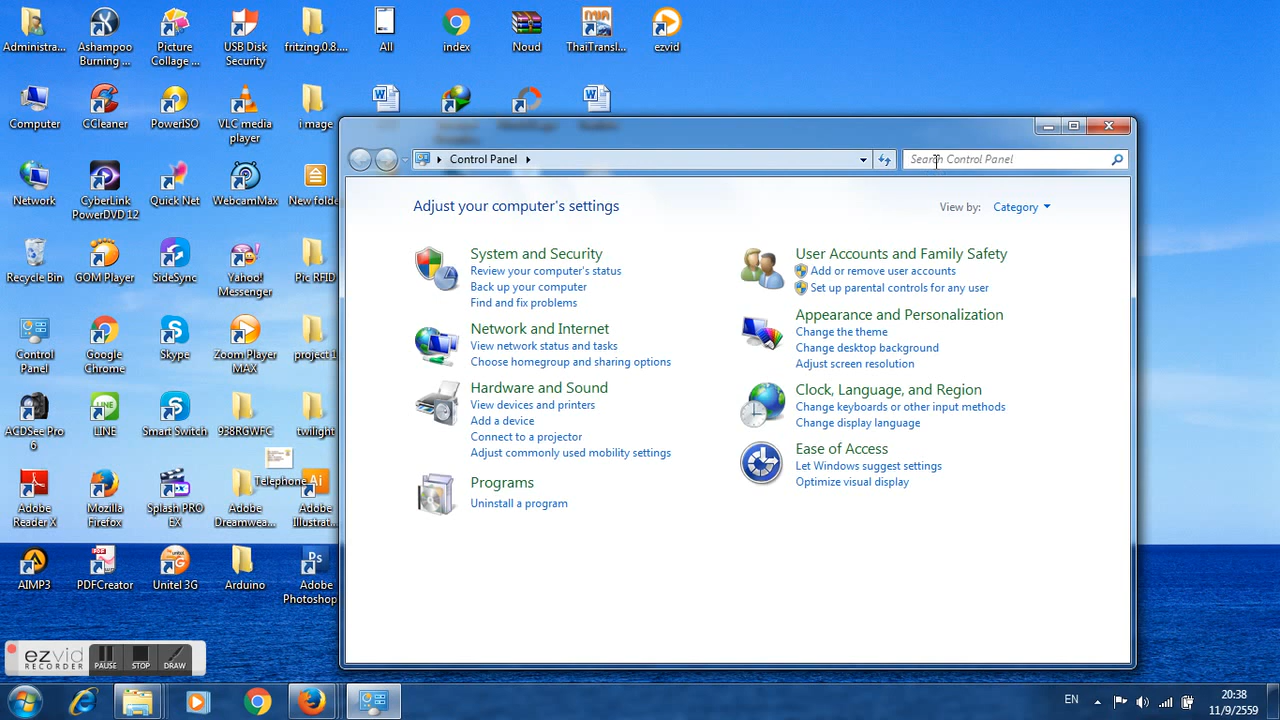 Administra...
Ashampoo
Burning ...
Picture
Collage ...
USB Disk
Security
fritzing.0.8....
All
index
Noud
ThaiTransl...
ezvid
Computer
CCleaner
PowerISO
VLC media
player
i mage
Network
CyberLink
PowerDVD 12
Quick Net
WebcamMax
New folde
Recycle Bin
GOM Player
SideSync
Yahoo!
Messenger
Pic RFID
Control
Panel
Google
Chrome
Skype
Zoom Player
MAX
project1
ACDSee Pro
6
LINE
Smart Switch
938RGWFC
twilight
Telephone
Adobe
Reader X
Mozilla
Firefox
Splash PRO
EX
Adobe
Dreamwea...
Adobe
Illustrat...
AIMP3
PDFCreator
Unitel 3G
Arduino
Adobe
Photoshop
Control Panel
Search Control Panel
Adjust your computer's settings
View by: Category
System and Security
Review your computer's status
Back up your computer
Find and fix problems
Network and Internet
View network status and tasks
Choose homegroup and sharing options
Hardware and Sound
View devices and printers
Add a device
Connect to a projector
Adjust commonly used mobility settings
Programs
Uninstall a program
User Accounts and Family Safety
Add or remove user accounts
Set up parental controls for any user
Appearance and Personalization
Change the theme
Change desktop background
Adjust screen resolution
Clock, Language, and Region
Change keyboards or other input methods
Change display language
Ease of Access
Let Windows suggest settings
Optimize visual display
ezvid
RECORDER
PAUSE
STOP
DRAW
EN
20:38
11/9/2559